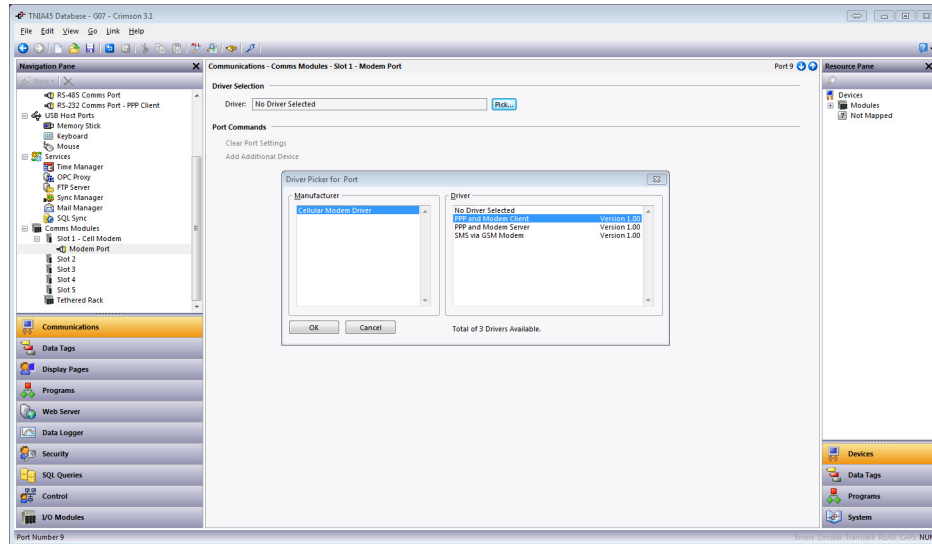 TNIA45 Database - G07 - Crimson 3.1
File Edit View Go Link Help
Navigation Pane
New
RS-485 Comms Port
RS-232 Comms Port - PPP Client
USB Host Ports
Memory Stick
Keyboard
Mouse
Services
Time Manager
OPC Proxy
FTP Server
Sync Manager
Mail Manager
SQL Sync
Comms Modules
Slot 1 - Cell Modem
Modem Port
Slot 2
Slot 3
Slot 4
Slot 5
Tethered Rack
Communications
Data Tags
Display Pages
Programs
Web Server
Data Logger
Security
SQL Queries
Control
I/O Modules
Communications - Comms Modules - Slot 1 - Modem Port
Port 9
Driver Selection
Driver: No Driver Selected Pick...
Port Commands
Clear Port Settings
Add Additional Device
Driver Picker for Port
Manufacturer
Cellular Modem Driver
Driver
No Driver Selected
PPP and Modem Client Version 1.00
PPP and Modem Server Version 1.00
SMS via GSM Modem Version 1.00
OK Cancel Total of 3 Drivers Available.
Resource Pane
Devices
Modules
Not Mapped
Devices
Data Tags
Programs
System
Port Number 9
Errors Circular Translate READ CAPS NUM